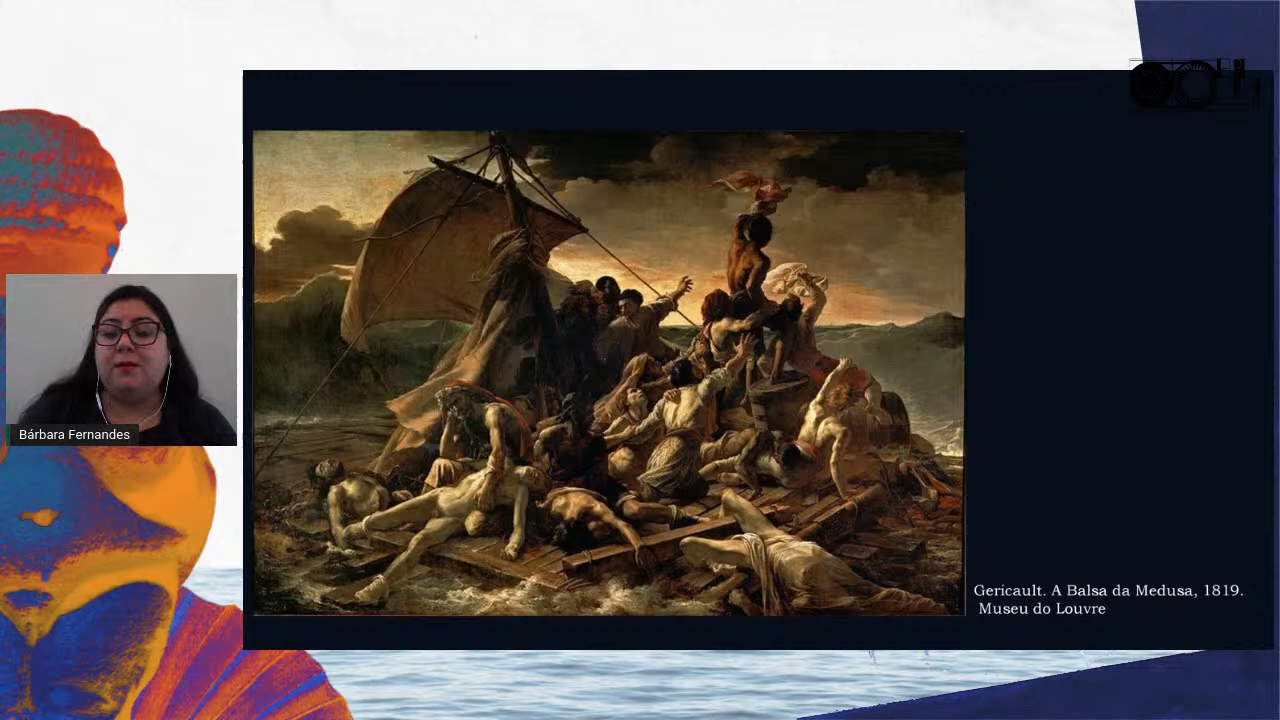 Bárbara Fernandes
Gericault. A Balsa da Medusa, 1819.
Museu do Louvre